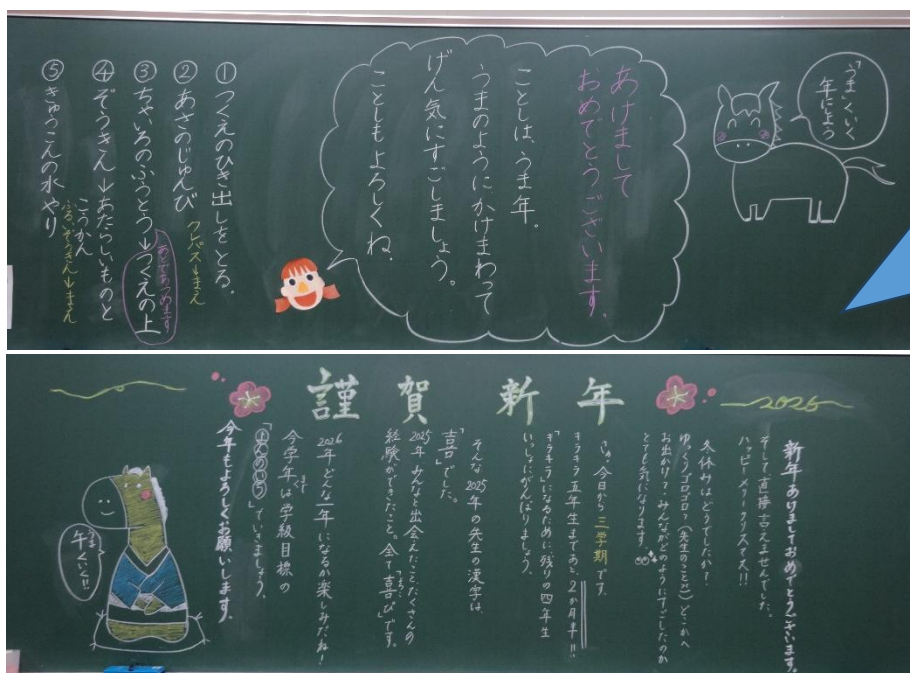 「うま」くいく
年にしよう
あけまして
おめでとうございます。
ことしは、うま年。
うまのようにかけまわって
げん気にすごしましょう。
ことしもよろしくね。
①つくえのひき出しをとる。
②あさのじゅんび
クレパス→まえ
③ちゃいろのふうとう→つくえの上
あとであつめます
④ぞうきん→あたらしいものと
こうかん
ふるいぞうきん→まえ
⑤きゅうこんの水やり
謹賀新年
2026
新年あけましておめでとうございます。
そして直接言えませんでした。
ハッピーメリークリスマス!!
冬休みはどうでしたか?
ゆっくりゴロゴロ?(先生のことだ)どこかへ
お出かけ?みんながどのようにすごしたのか
とても気になります。
さぁ、今日から三学期です。
キラキラ五年生まであと、2か月半!!
「キラキラ」になるために残りの四年生
いっしょにがんばりましょう。
そんな2025年の先生の漢字は
「喜」でした。
2025年みんなと出会えたこと、たくさんの
経験ができたこと。全て「喜び」です。
2026年どんな一年になるか楽しみだね!
今学年は学級目標の
していきましょう。
今年もよろしくお願いします。
午くいく!!
うま